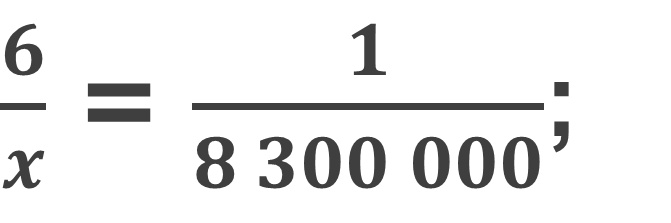 6/x = 1/8 300 000;